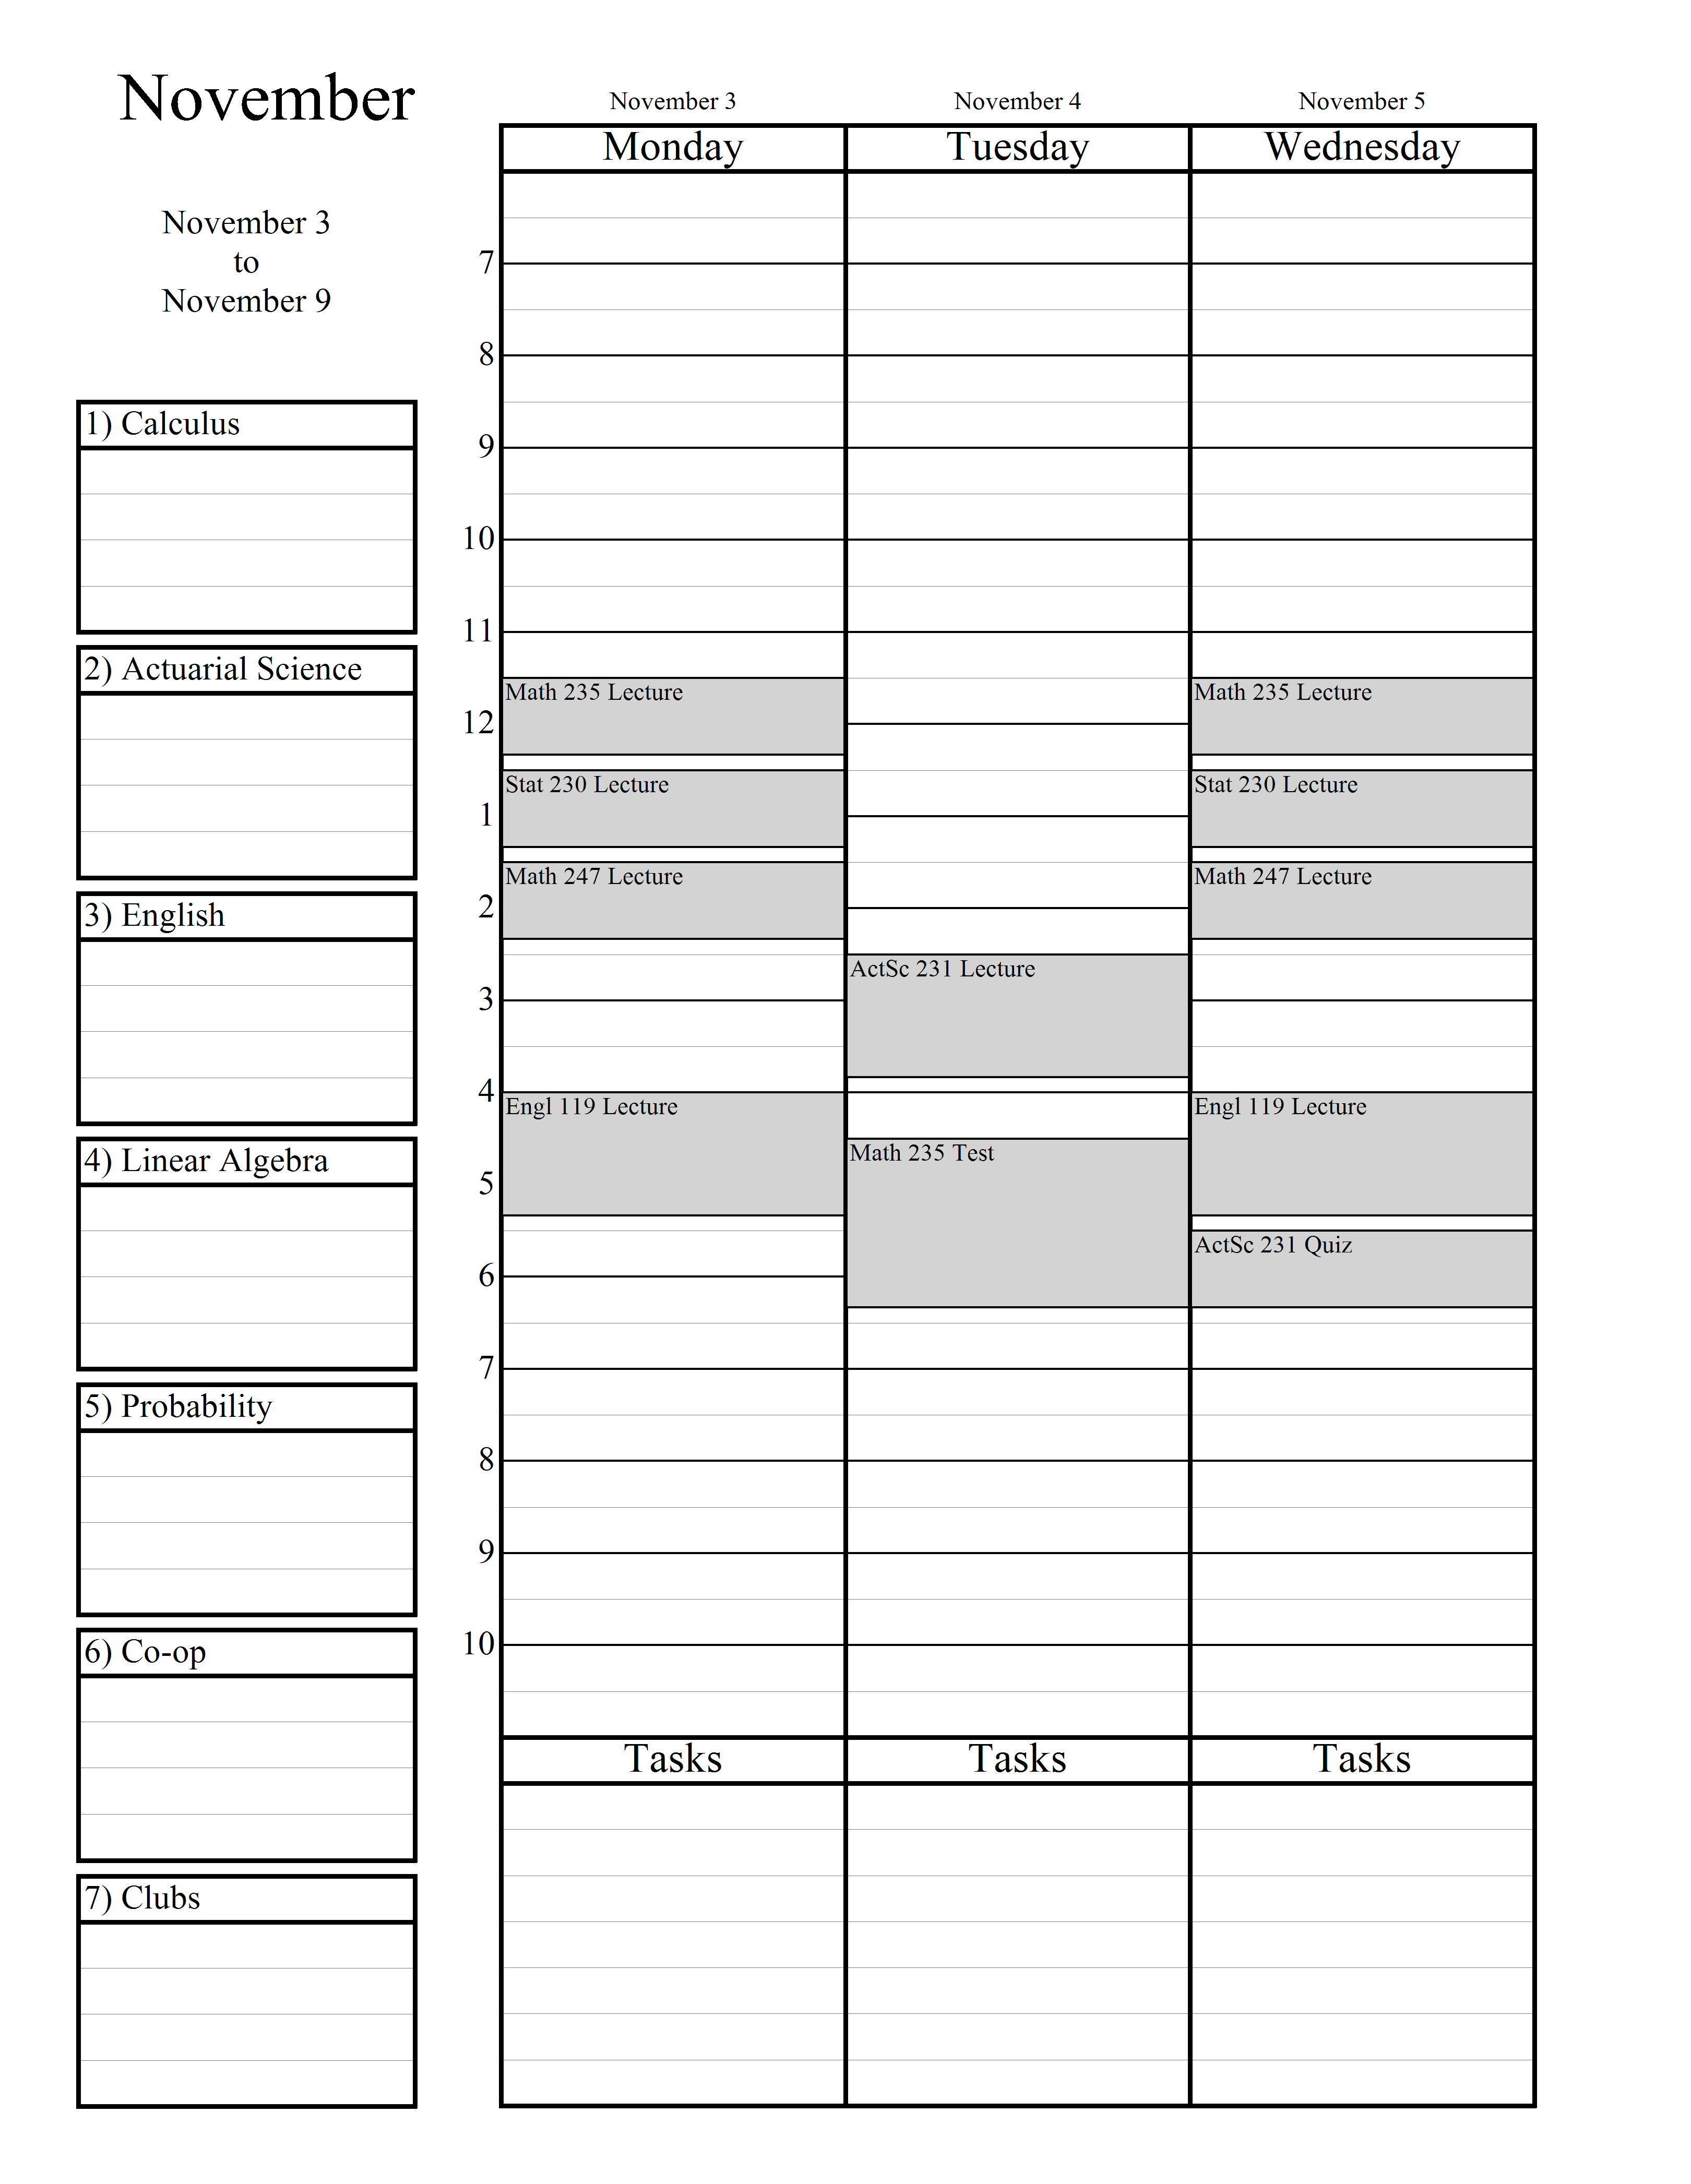 November
November 3
to
November 9
1) Calculus
2) Actuarial Science
3) English
4) Linear Algebra
5) Probability
6) Co-op
7) Clubs
November 3 November 4 November 5
Monday Tuesday Wednesday
7
8
9
10
11
Math 235 Lecture Math 235 Lecture
12
Stat 230 Lecture Stat 230 Lecture
1
Math 247 Lecture Math 247 Lecture
2
ActSc 231 Lecture
3
4
Engl 119 Lecture Engl 119 Lecture
Math 235 Test
5
ActSc 231 Quiz
6
7
8
9
10
Tasks Tasks Tasks